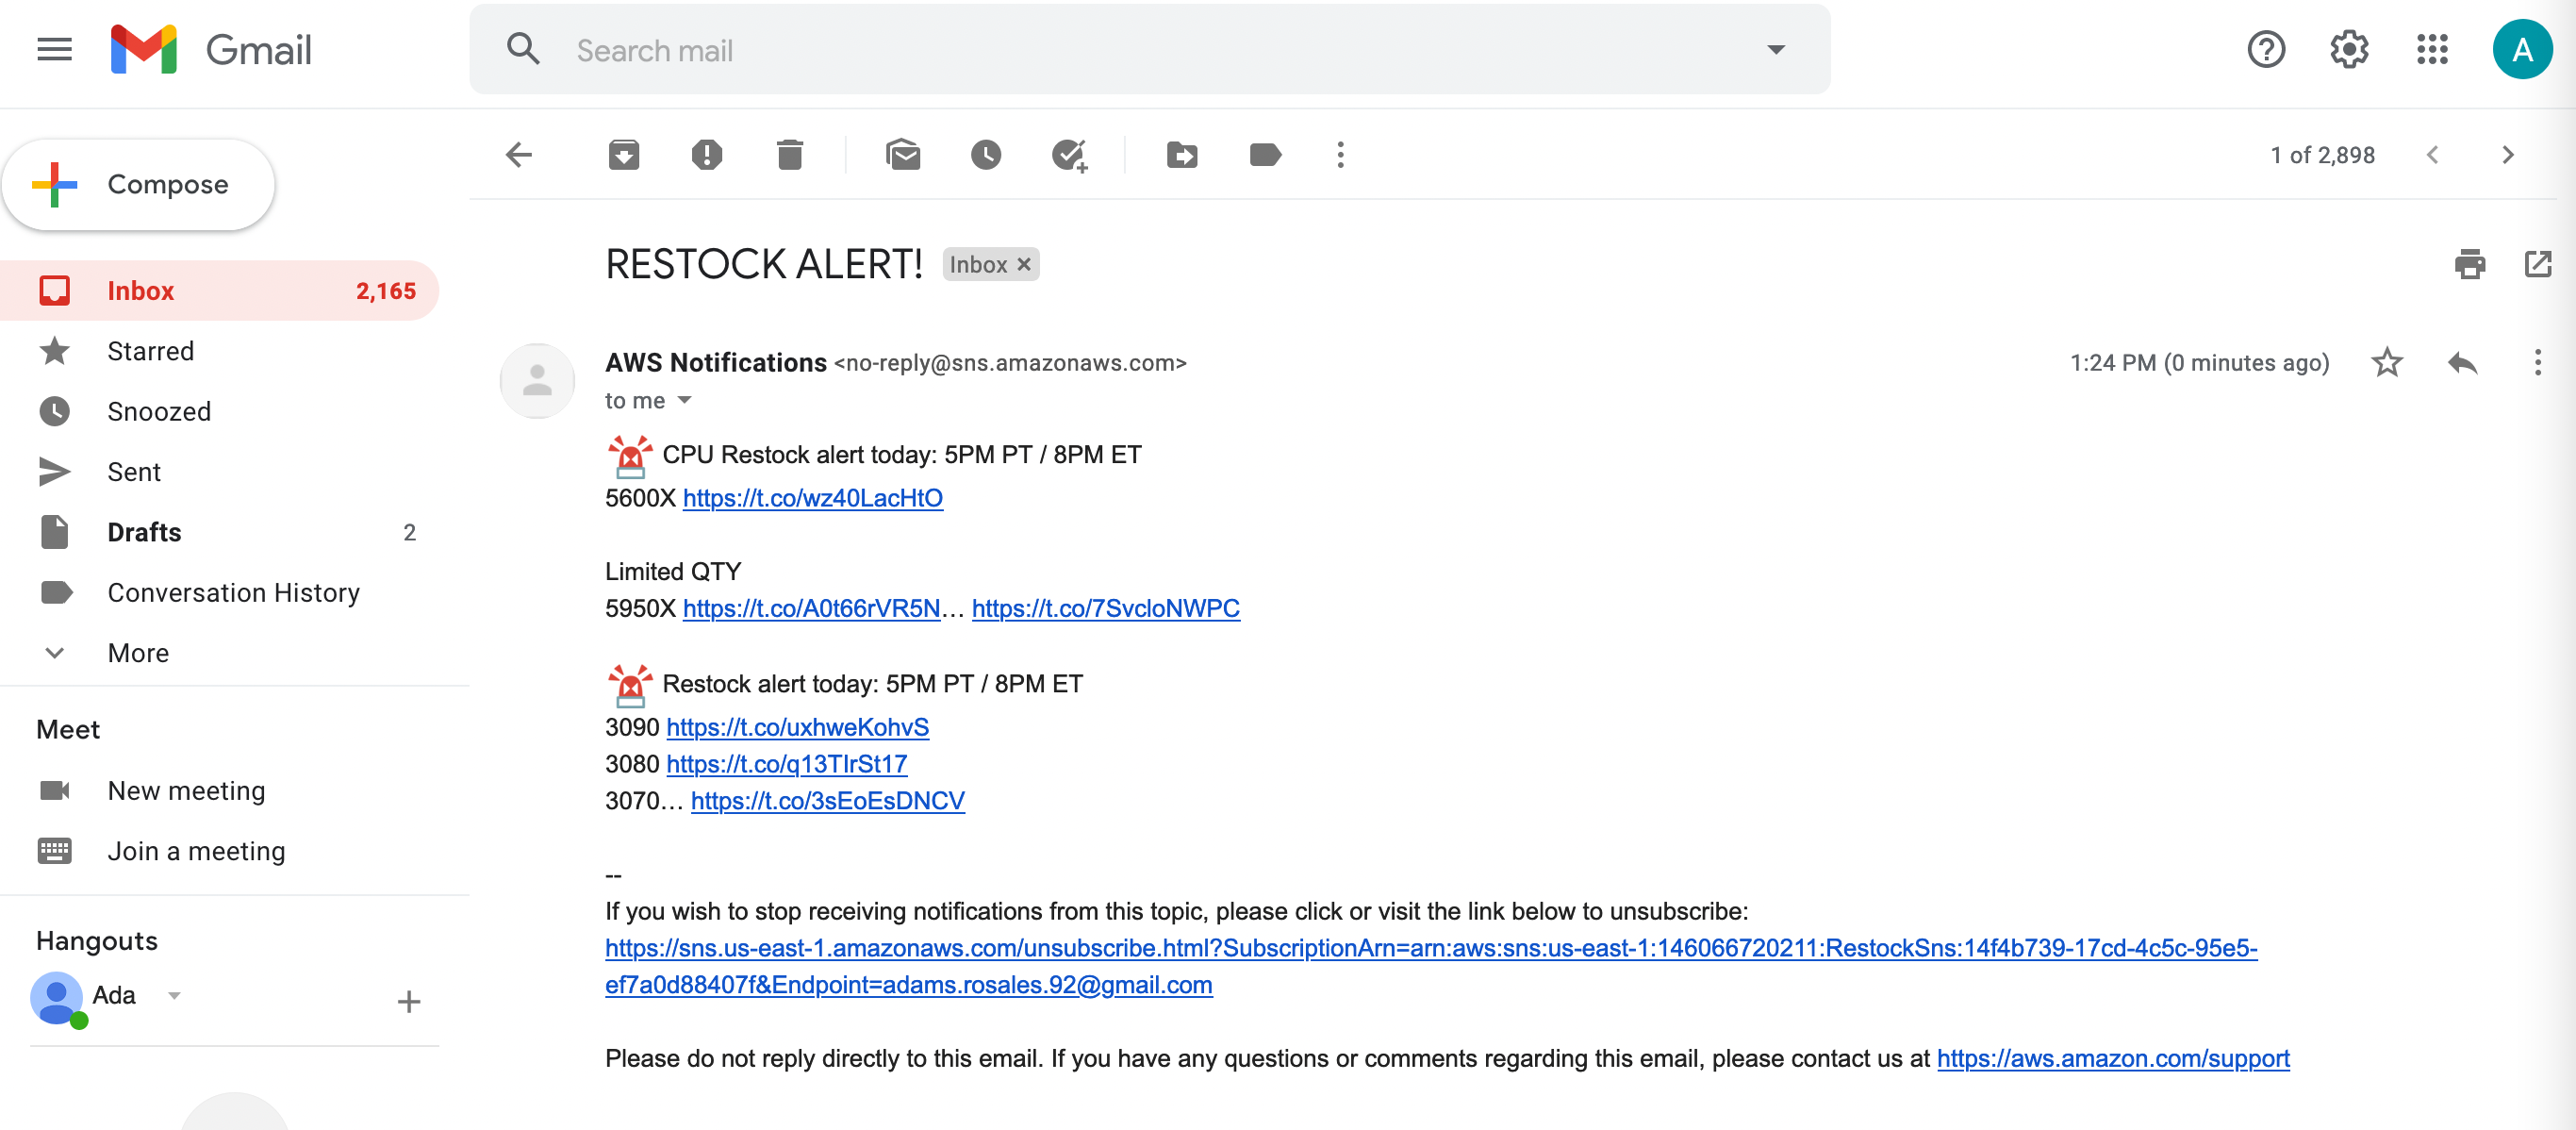 Gmail
Search mail
A
Compose
1 of 2,898
Inbox 2,165
Starred
Snoozed
Sent
Drafts 2
Conversation History
More
Meet
New meeting
Join a meeting
Hangouts
Ada
RESTOCK ALERT! Inbox ×
AWS Notifications <no-reply@sns.amazonaws.com> 1:24 PM (0 minutes ago)
to me
CPU Restock alert today: 5PM PT / 8PM ET
5600X https://t.co/wz40LacHtO
Limited QTY
5950X https://t.co/A0t66rVR5N… https://t.co/7SvcloNWPC
Restock alert today: 5PM PT / 8PM ET
3090 https://t.co/uxhweKohvS
3080 https://t.co/q13TIrSt17
3070… https://t.co/3sEoEsDNCV
--
If you wish to stop receiving notifications from this topic, please click or visit the link below to unsubscribe:
https://sns.us-east-1.amazonaws.com/unsubscribe.html?SubscriptionArn=arn:aws:sns:us-east-1:146066720211:RestockSns:14f4b739-17cd-4c5c-95e5-
ef7a0d88407f&Endpoint=adams.rosales.92@gmail.com
Please do not reply directly to this email. If you have any questions or comments regarding this email, please contact us at https://aws.amazon.com/support